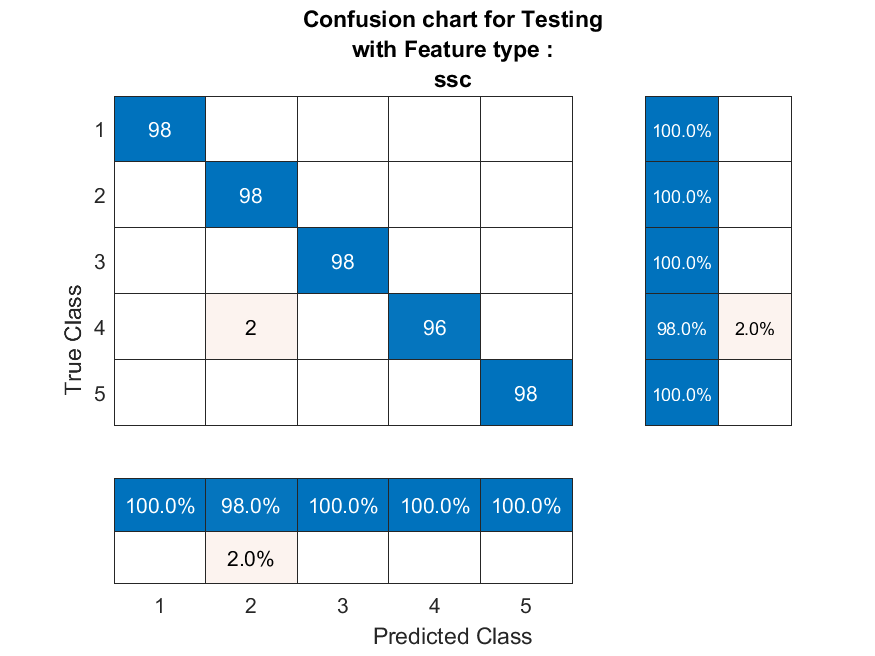 Confusion chart for Testing
with Feature type :
ssc
1 98 100.0%
2 98 100.0%
3 98 100.0%
4 2 96 98.0% 2.0%
5 98 100.0%
True Class
100.0% 98.0% 100.0% 100.0% 100.0%
2.0%
1 2 3 4 5
Predicted Class